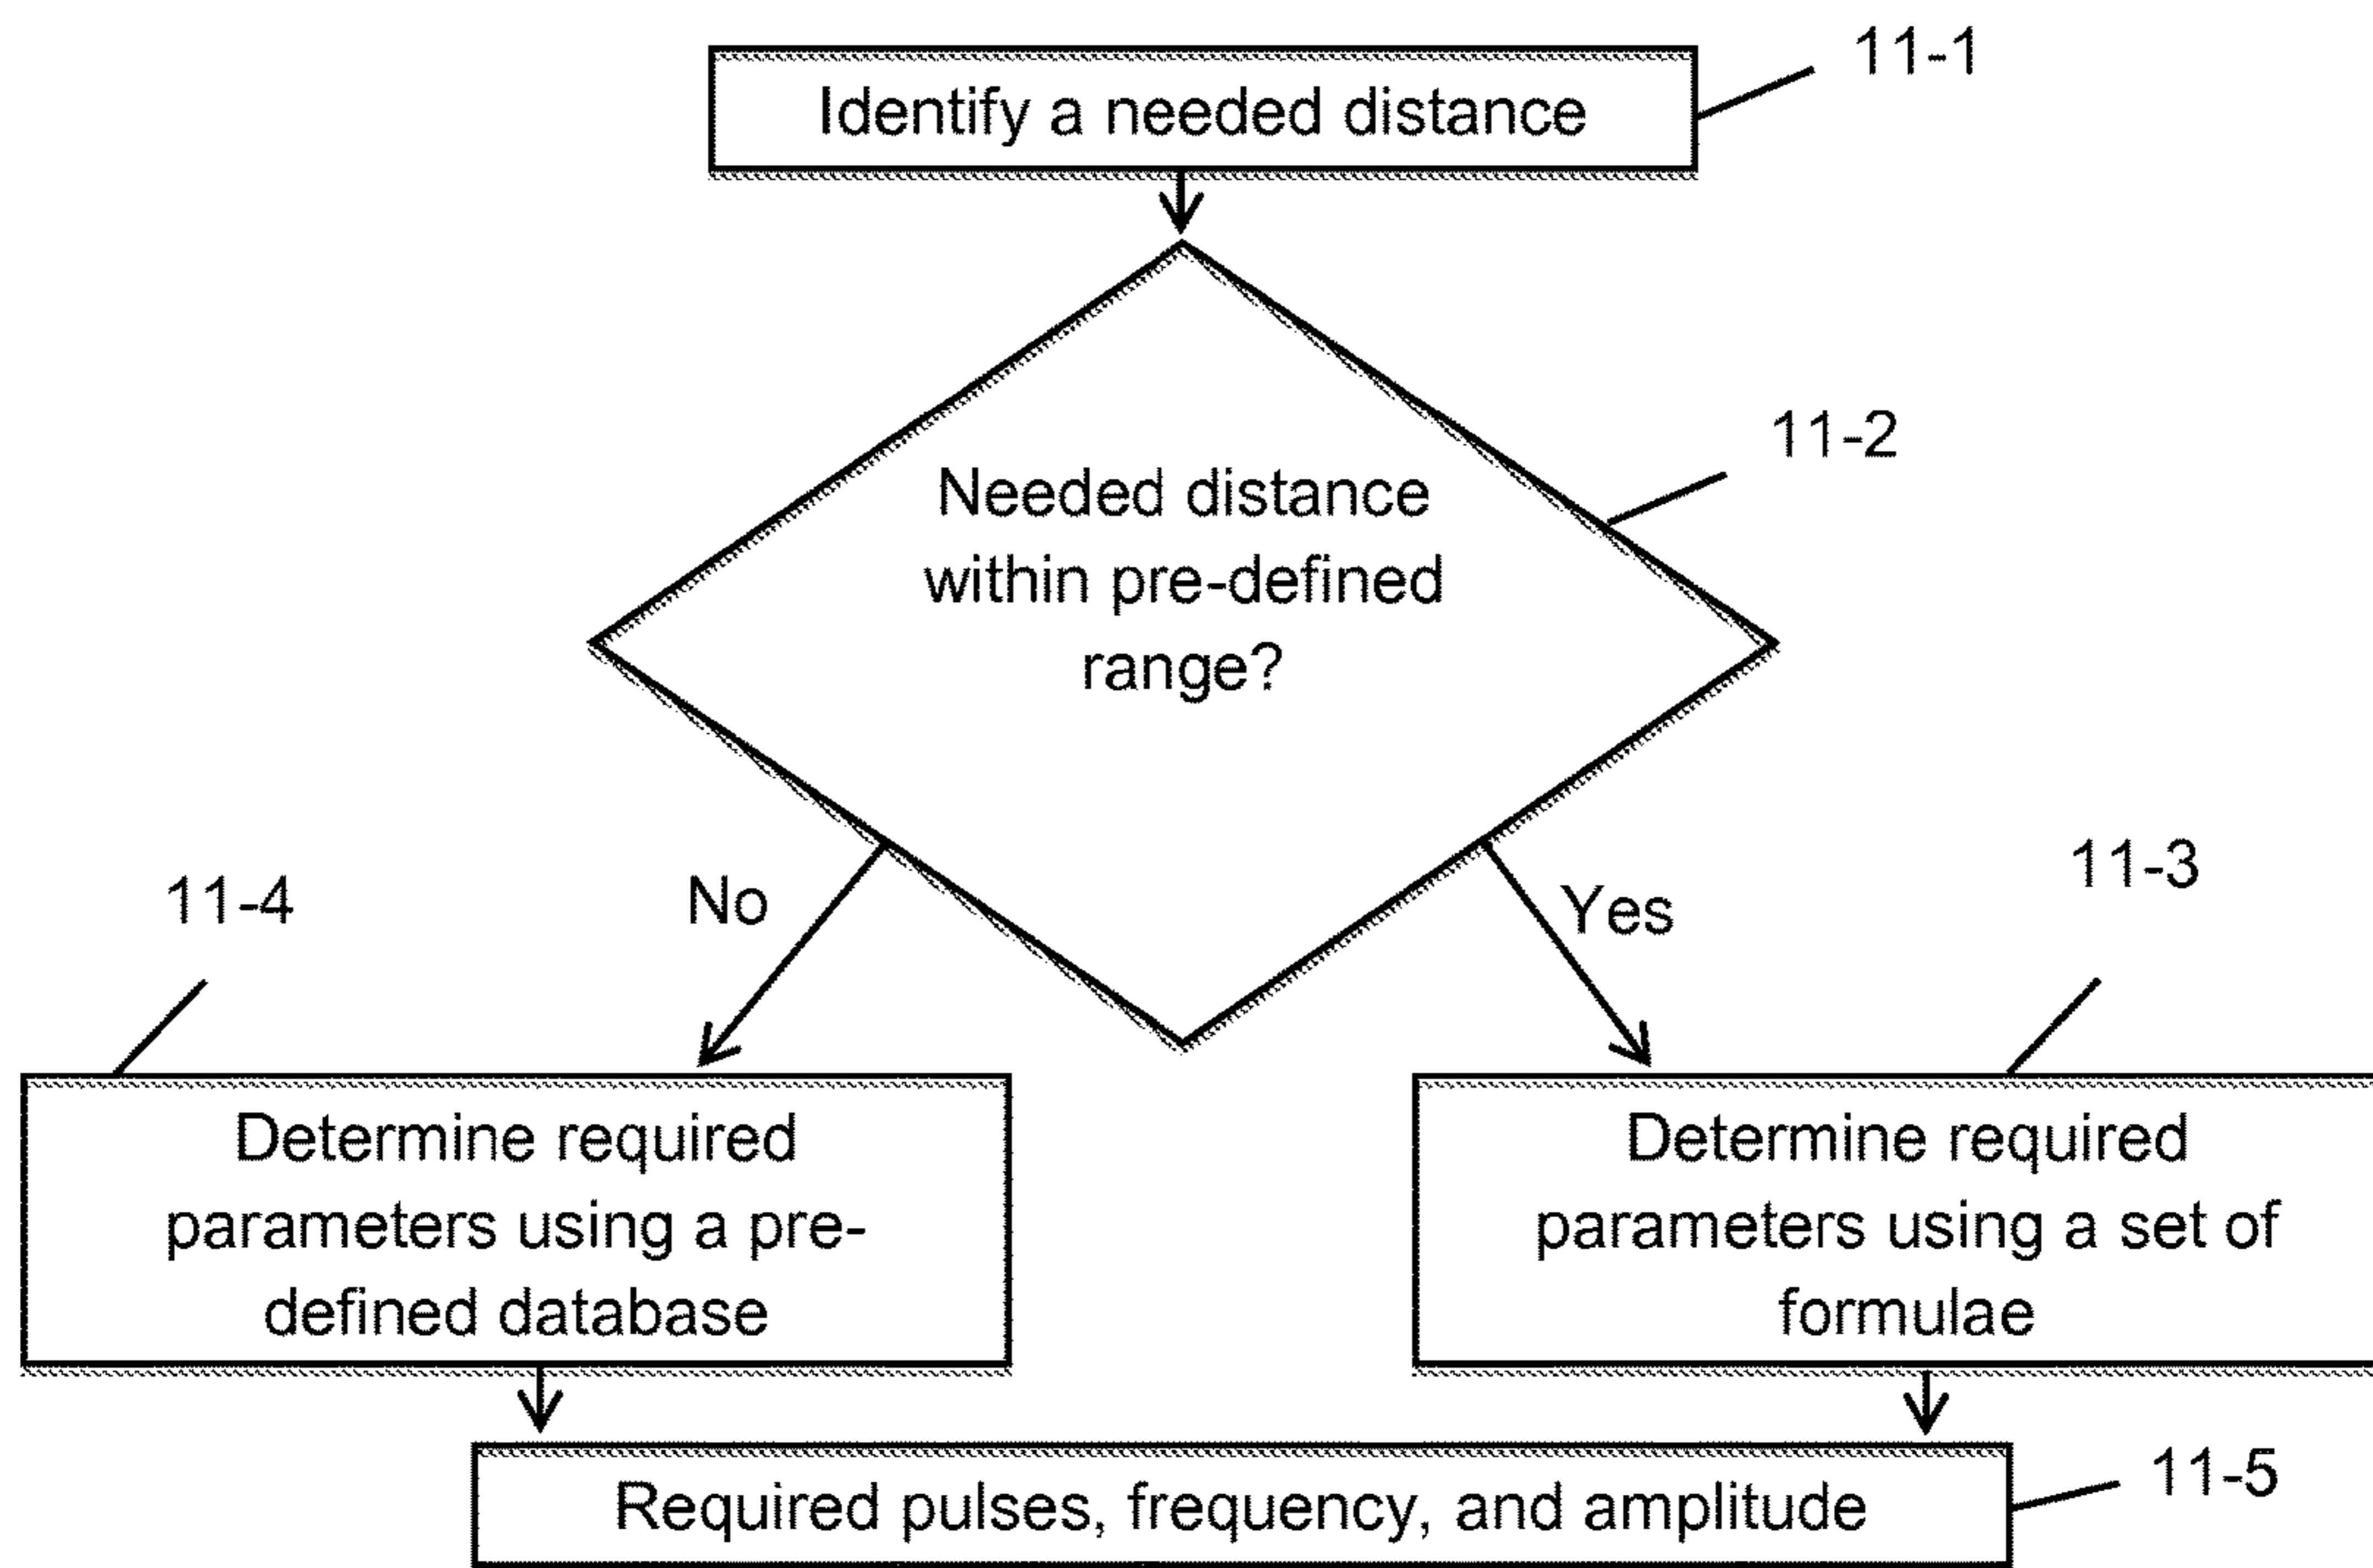 11-1
Identify a needed distance
11-2
Needed distance
within pre-defined
range?
11-3
11-4
No
Yes
Determine required
parameters using a pre-
defined database
Determine required
parameters using a set of
formulae
11-5
Required pulses, frequency, and amplitude